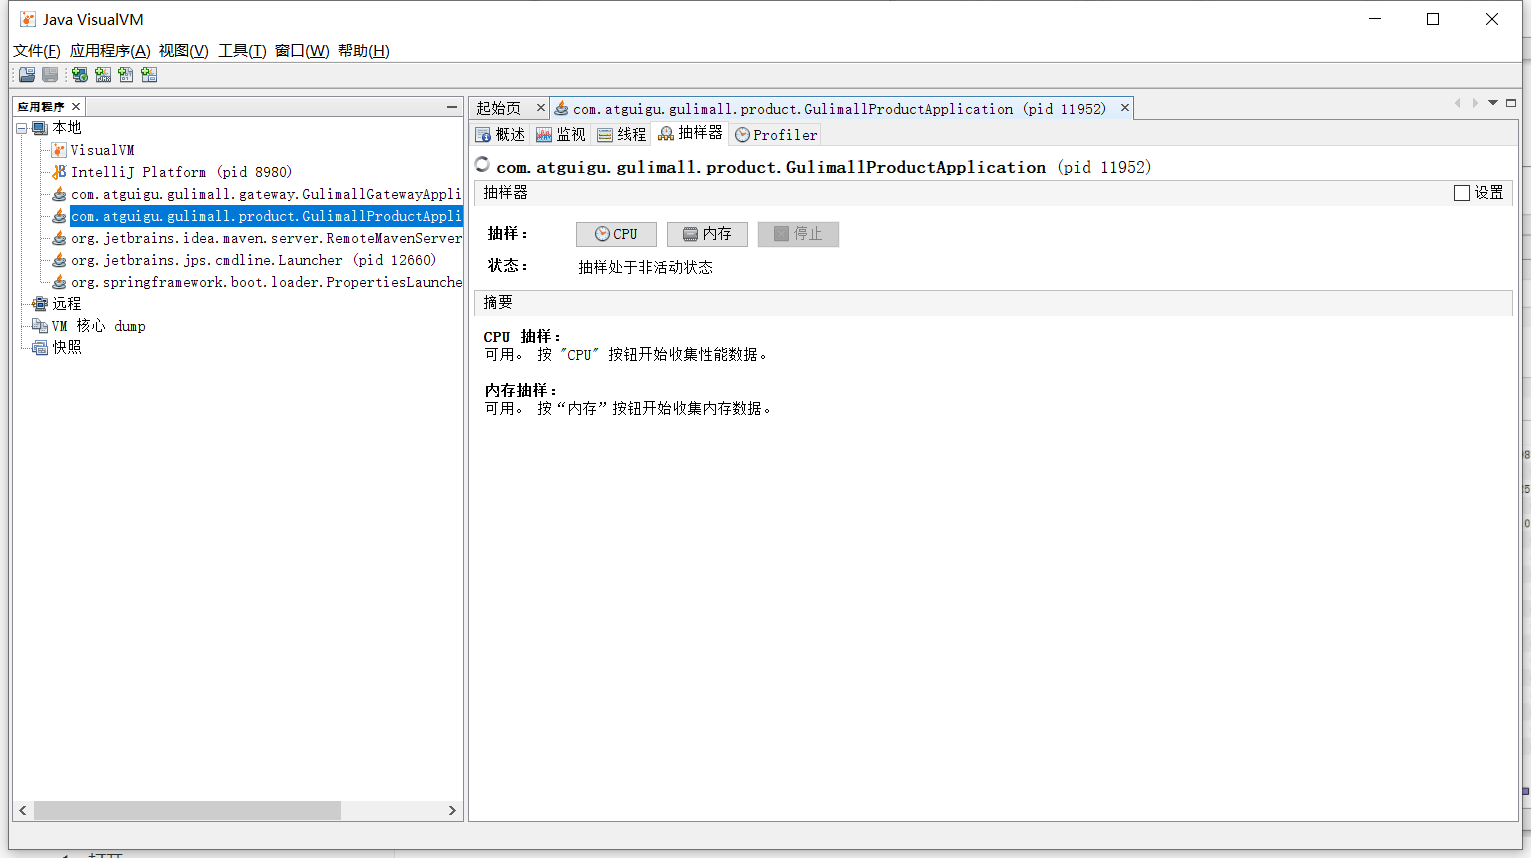 Java VisualVM
文件(F) 应用程序(A) 视图(V) 工具(T) 窗口(W) 帮助(H)
应用程序
本地
VisualVM
IntelliJ Platform (pid 8980)
com.atguigu.gulimall.gateway.GulimallGatewayAppli
com.atguigu.gulimall.product.GulimallProductAppli
org.jetbrains.idea.maven.server.RemoteMavenServer
org.jetbrains.jps.cmdline.Launcher (pid 12660)
org.springframework.boot.loader.PropertiesLaunche
远程
VM 核心 dump
快照
起始页 com.atguigu.gulimall.product.GulimallProductApplication (pid 11952)
概述 监视 线程 抽样器 Profiler
com.atguigu.gulimall.product.GulimallProductApplication (pid 11952)
抽样器 设置
抽样： CPU 内存 停止
状态： 抽样处于非活动状态
摘要
CPU 抽样：
可用。 按 "CPU" 按钮开始收集性能数据。
内存抽样：
可用。 按“内存”按钮开始收集内存数据。